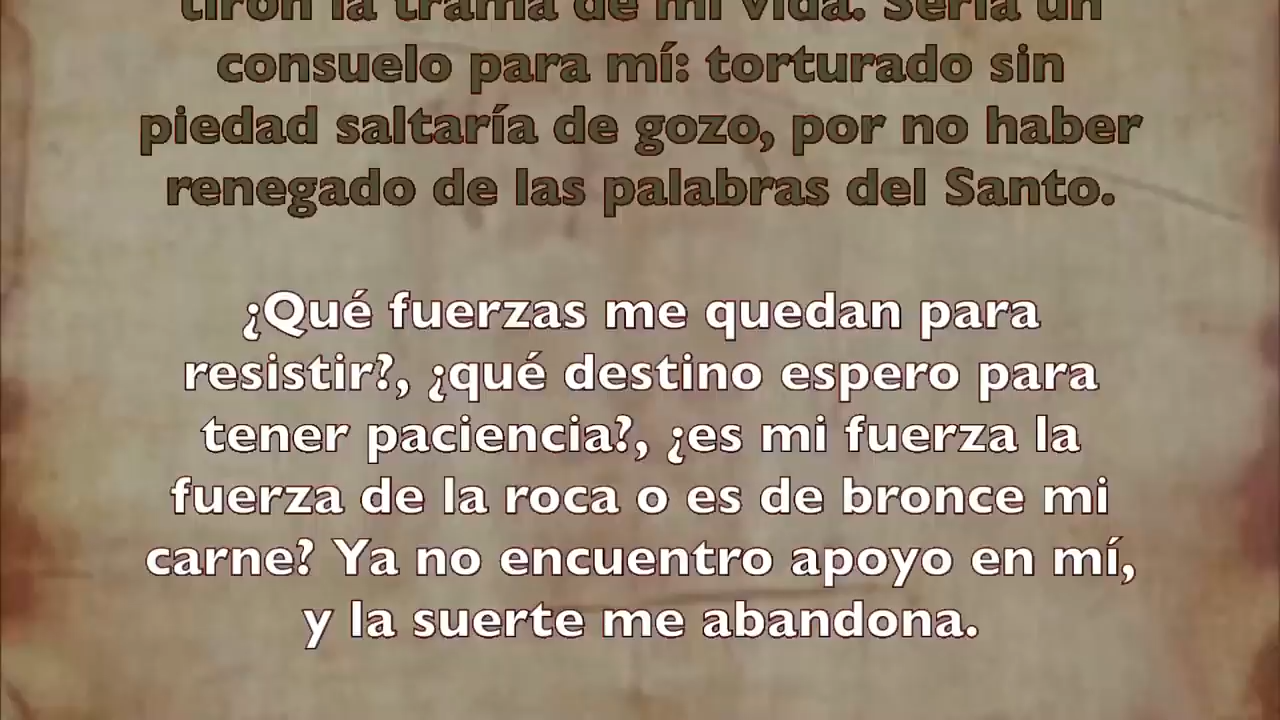 tirón la trama de mi vida. Sería un
consuelo para mí: torturado sin
piedad saltaría de gozo, por no haber
renegado de las palabras del Santo.
¿Qué fuerzas me quedan para
resistir?, ¿qué destino espero para
tener paciencia?, ¿es mi fuerza la
fuerza de la roca o es de bronce mi
carne? Ya no encuentro apoyo en mí,
y la suerte me abandona.